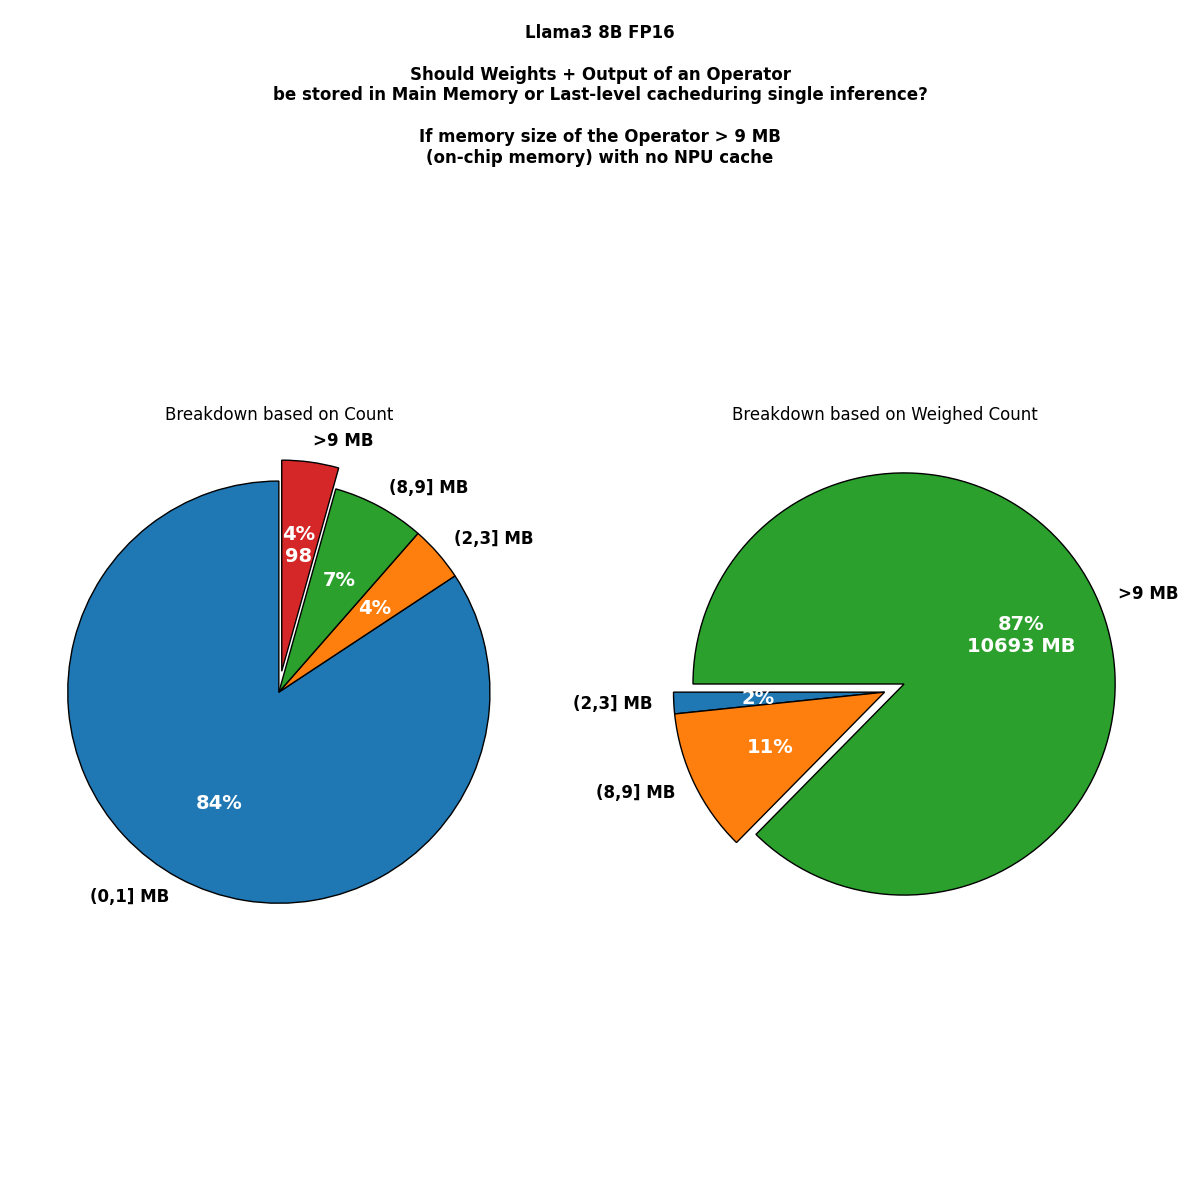 Llama3 8B FP16
Should Weights + Output of an Operator
be stored in Main Memory or Last-level cacheduring single inference?
If memory size of the Operator > 9 MB
(on-chip memory) with no NPU cache
Breakdown based on Count
>9 MB
(8,9] MB
(2,3] MB
4%
98
7%
4%
84%
(0,1] MB
Breakdown based on Weighed Count
>9 MB
87%
10693 MB
(2,3] MB
2%
11%
(8,9] MB